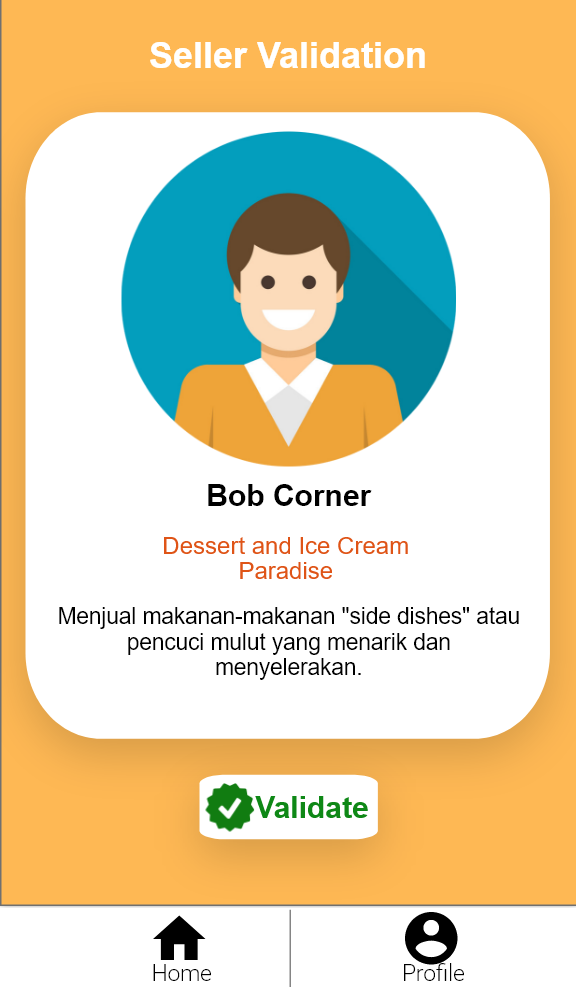 Seller Validation
Bob Corner
Dessert and Ice Cream
Paradise
Menjual makanan-makanan "side dishes" atau
pencuci mulut yang menarik dan
menyelerakan.
Validate
Home
Profile